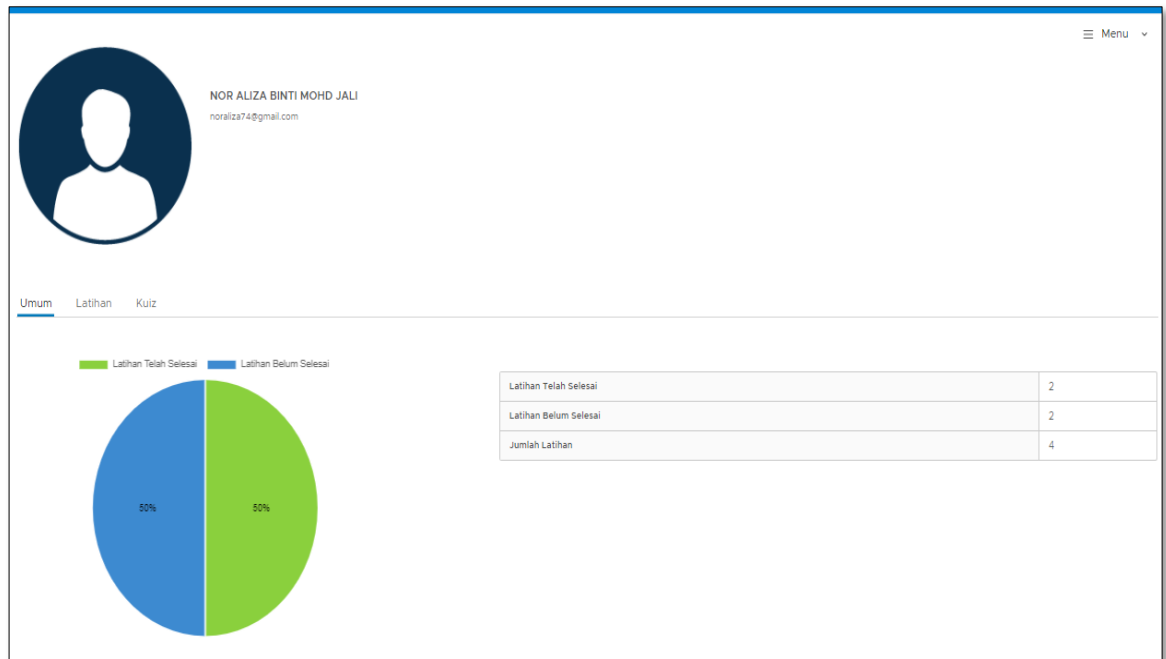 ☰ Menu
NOR ALIZA BINTI MOHD JALI
noraliza74@gmail.com
Umum Latihan Kuiz
Latihan Telah Selesai Latihan Belum Selesai
50% 50%
Latihan Telah Selesai 2
Latihan Belum Selesai 2
Jumlah Latihan 4